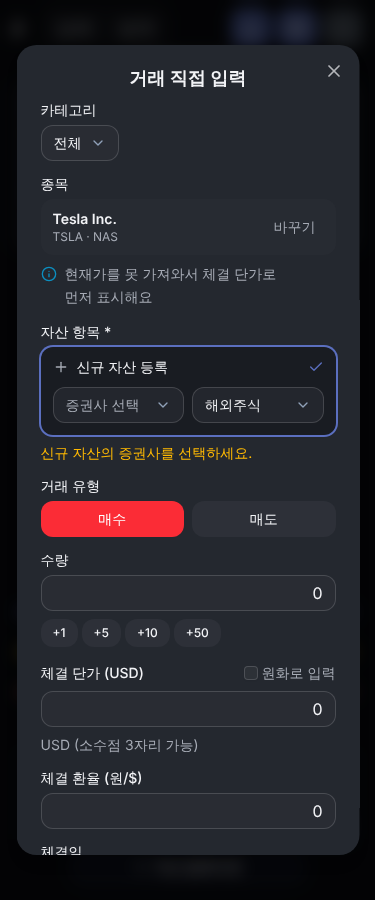 거래 직접 입력
카테고리
전체
종목
Tesla Inc.
TSLA · NAS
바꾸기
현재가를 못 가져와서 체결 단가로
먼저 표시해요
자산 항목 *
신규 자산 등록
증권사 선택
해외주식
신규 자산의 증권사를 선택하세요.
거래 유형
매수
매도
수량
0
+1
+5
+10
+50
체결 단가 (USD)
원화로 입력
0
USD (소수점 3자리 가능)
체결 환율 (원/$)
0
체결일